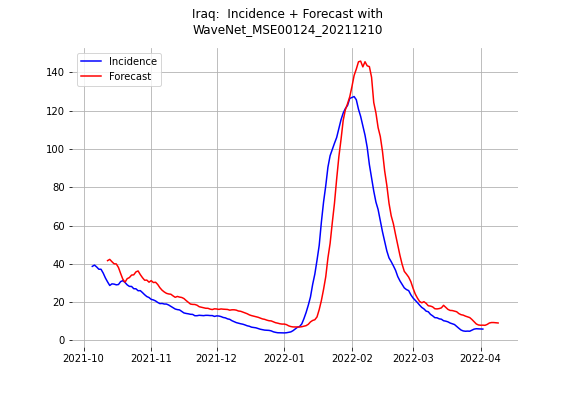 Iraq:  Incidence + Forecast with
WaveNet_MSE00124_20211210
Incidence
Forecast
140
120
100
80
60
40
20
0
2021-10 2021-11 2021-12 2022-01 2022-02 2022-03 2022-04